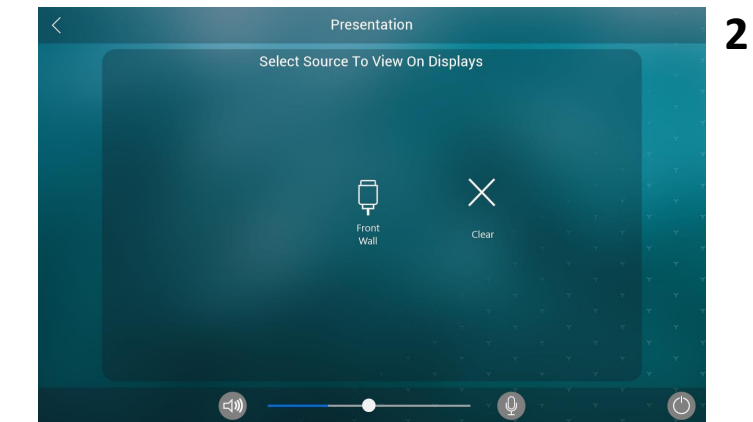 Presentation
2
Select Source To View On Displays
Front
Wall
Clear